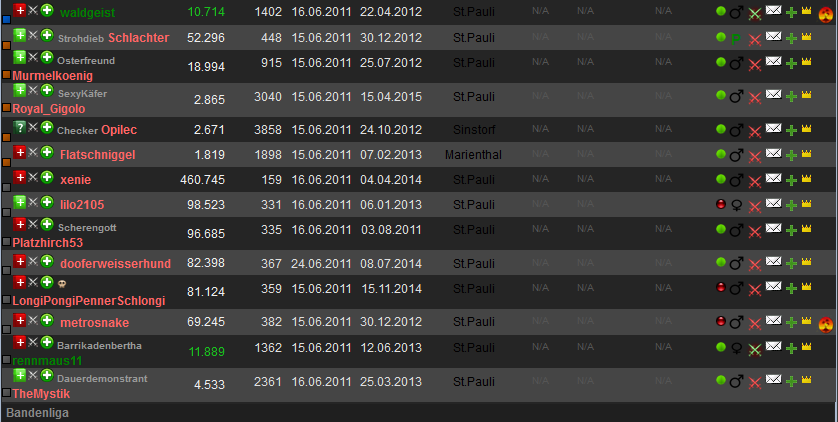 waldgeist 10.714 1402 16.06.2011 22.04.2012 St.Pauli N/A N/A N/A
Strohdieb Schlachter 52.296 448 15.06.2011 30.12.2012 St.Pauli N/A N/A N/A
Osterfreund
Murmelkoenig 18.994 915 15.06.2011 25.07.2012 St.Pauli N/A N/A N/A
SexyKäfer
Royal_Gigolo 2.865 3040 15.06.2011 15.04.2015 St.Pauli N/A N/A N/A
Checker Opilec 2.671 3858 15.06.2011 24.10.2012 Sinstorf N/A N/A N/A
Flatschniggel 1.819 1898 15.06.2011 07.02.2013 Marienthal N/A N/A N/A
xenie 460.745 159 16.06.2011 04.04.2014 St.Pauli N/A N/A N/A
lilo2105 98.523 331 16.06.2011 06.01.2013 St.Pauli N/A N/A N/A
Scherengott
Platzhirch53 96.685 335 16.06.2011 03.08.2011 St.Pauli N/A N/A N/A
dooferweisserhund 82.398 367 24.06.2011 08.07.2014 St.Pauli N/A N/A N/A
LongiPongiPennerSchlongi 81.124 359 15.06.2011 15.11.2014 St.Pauli N/A N/A N/A
metrosnake 69.245 382 15.06.2011 30.12.2012 St.Pauli N/A N/A N/A
Barrikadenbertha
rennmaus11 11.889 1362 15.06.2011 12.06.2013 St.Pauli N/A N/A N/A
Dauerdemonstrant
TheMystik 4.533 2361 16.06.2011 25.03.2013 St.Pauli N/A N/A N/A
Bandenliga